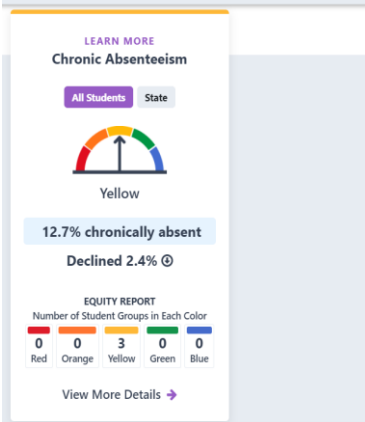 LEARN MORE
Chronic Absenteeism
All Students State
Yellow
12.7% chronically absent
Declined 2.4%
EQUITY REPORT
Number of Student Groups in Each Color
0 0 3 0 0
Red Orange Yellow Green Blue
View More Details